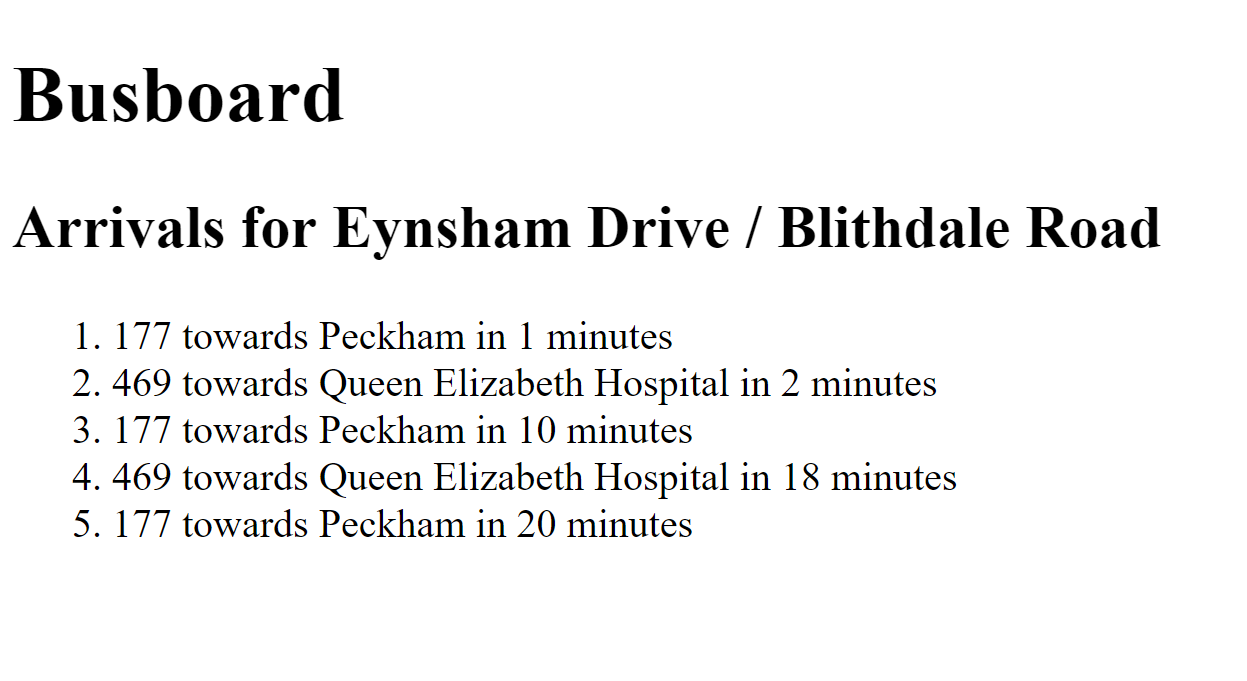 Busboard
Arrivals for Eynsham Drive / Blithdale Road
1. 177 towards Peckham in 1 minutes
2. 469 towards Queen Elizabeth Hospital in 2 minutes
3. 177 towards Peckham in 10 minutes
4. 469 towards Queen Elizabeth Hospital in 18 minutes
5. 177 towards Peckham in 20 minutes